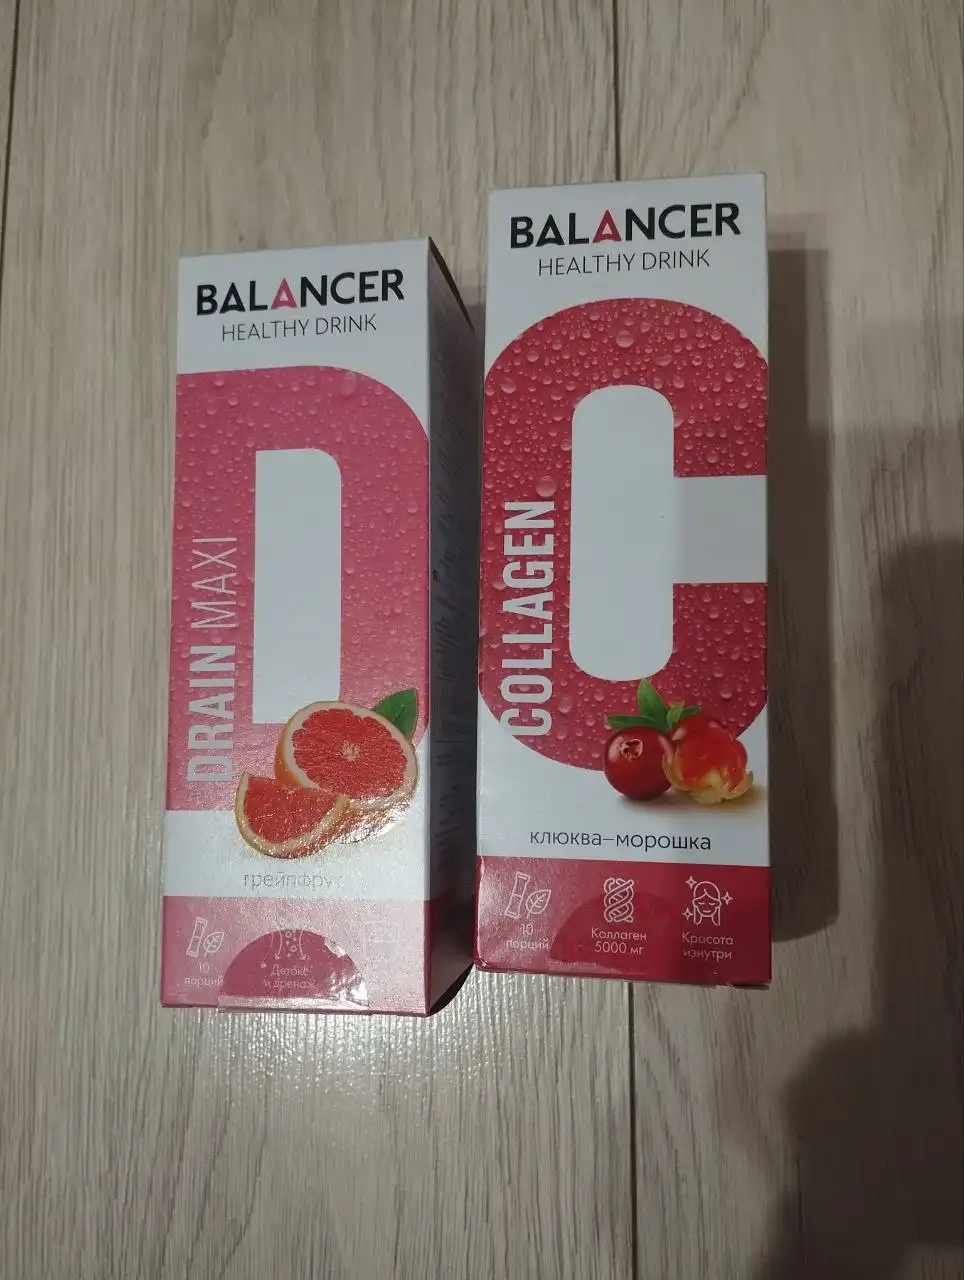 BALANCER
HEALTHY DRINK
DRAIN MAXI
грейпфрут
10
порций
Детокс
и дренаж
BALANCER
HEALTHY DRINK
COLLAGEN
клюква–морошка
10
порций
Коллаген
5000 мг
Красота
изнутри